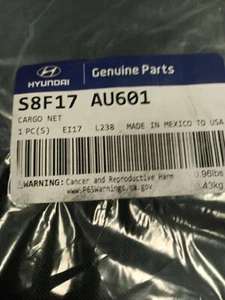 HYUNDAI
Genuine Parts
S8F17 AU601
CARGO NET
1 PC(S) EI17 L238 MADE IN MEXICO TO USA
WARNING: Cancer and Reproductive Harm
www.P65Warnings.ca.gov
0.96lbs
.43kg